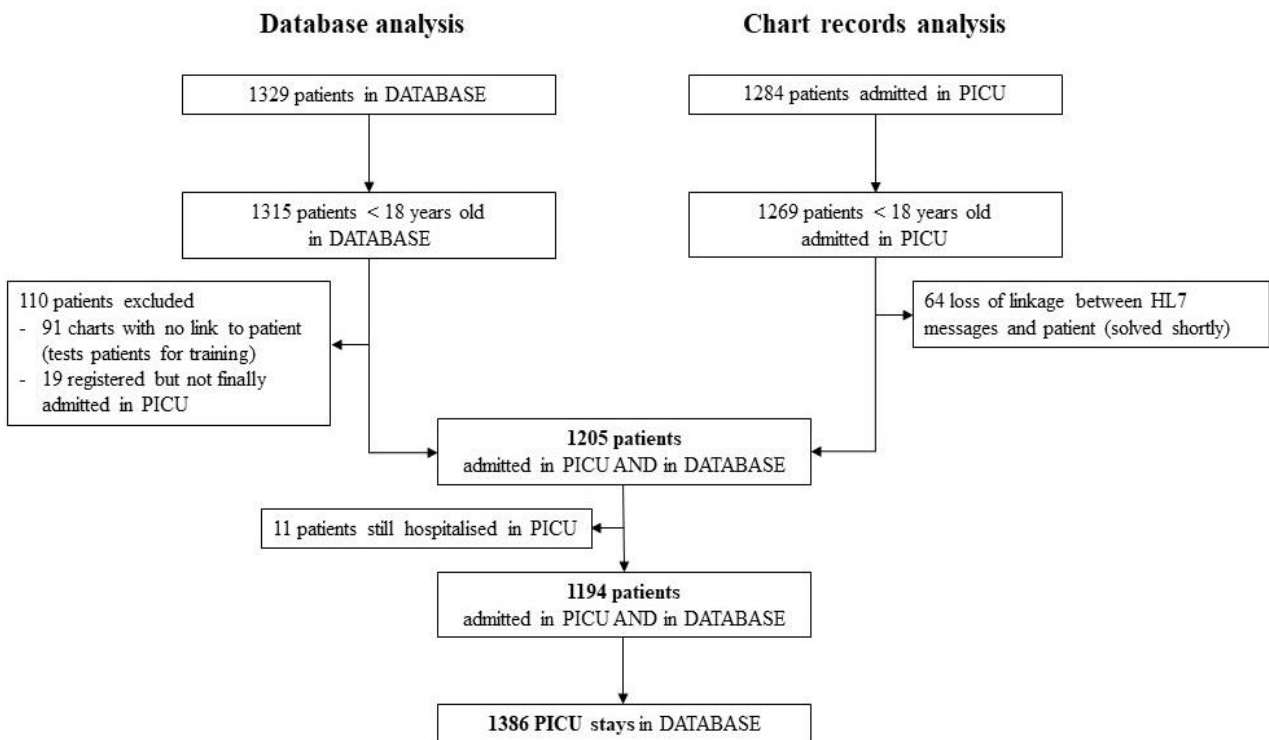 Database analysis
Chart records analysis
1329 patients in DATABASE
1284 patients admitted in PICU
1315 patients < 18 years old
in DATABASE
1269 patients < 18 years old
admitted in PICU
110 patients excluded
- 91 charts with no link to patient
(tests patients for training)
- 19 registered but not finally
admitted in PICU
64 loss of linkage between HL7
messages and patient (solved shortly)
1205 patients
admitted in PICU AND in DATABASE
11 patients still hospitalised in PICU
1194 patients
admitted in PICU AND in DATABASE
1386 PICU stays in DATABASE